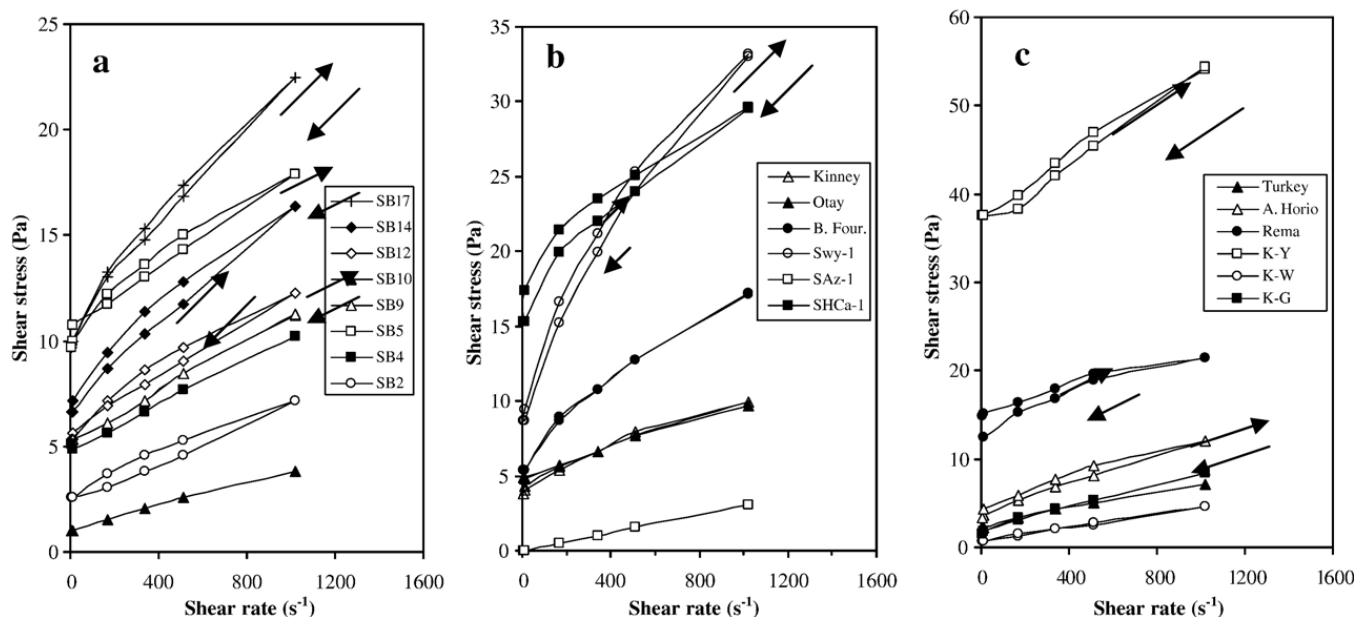 a
25
20
15
10
5
0
Shear stress (Pa)
0 400 800 1200 1600
Shear rate (s-1)
SB17
SB14
SB12
SB10
SB9
SB5
SB4
SB2
b
35
30
25
20
15
10
5
0
Shear stress (Pa)
0 400 800 1200 1600
Shear rate (s-1)
Kinney
Otay
B. Four.
Swy-1
SAz-1
SHCa-1
c
60
50
40
30
20
10
0
Shear stress (Pa)
0 400 800 1200 1600
Shear rate (s-1)
Turkey
A. Horio
Rema
K-Y
K-W
K-G